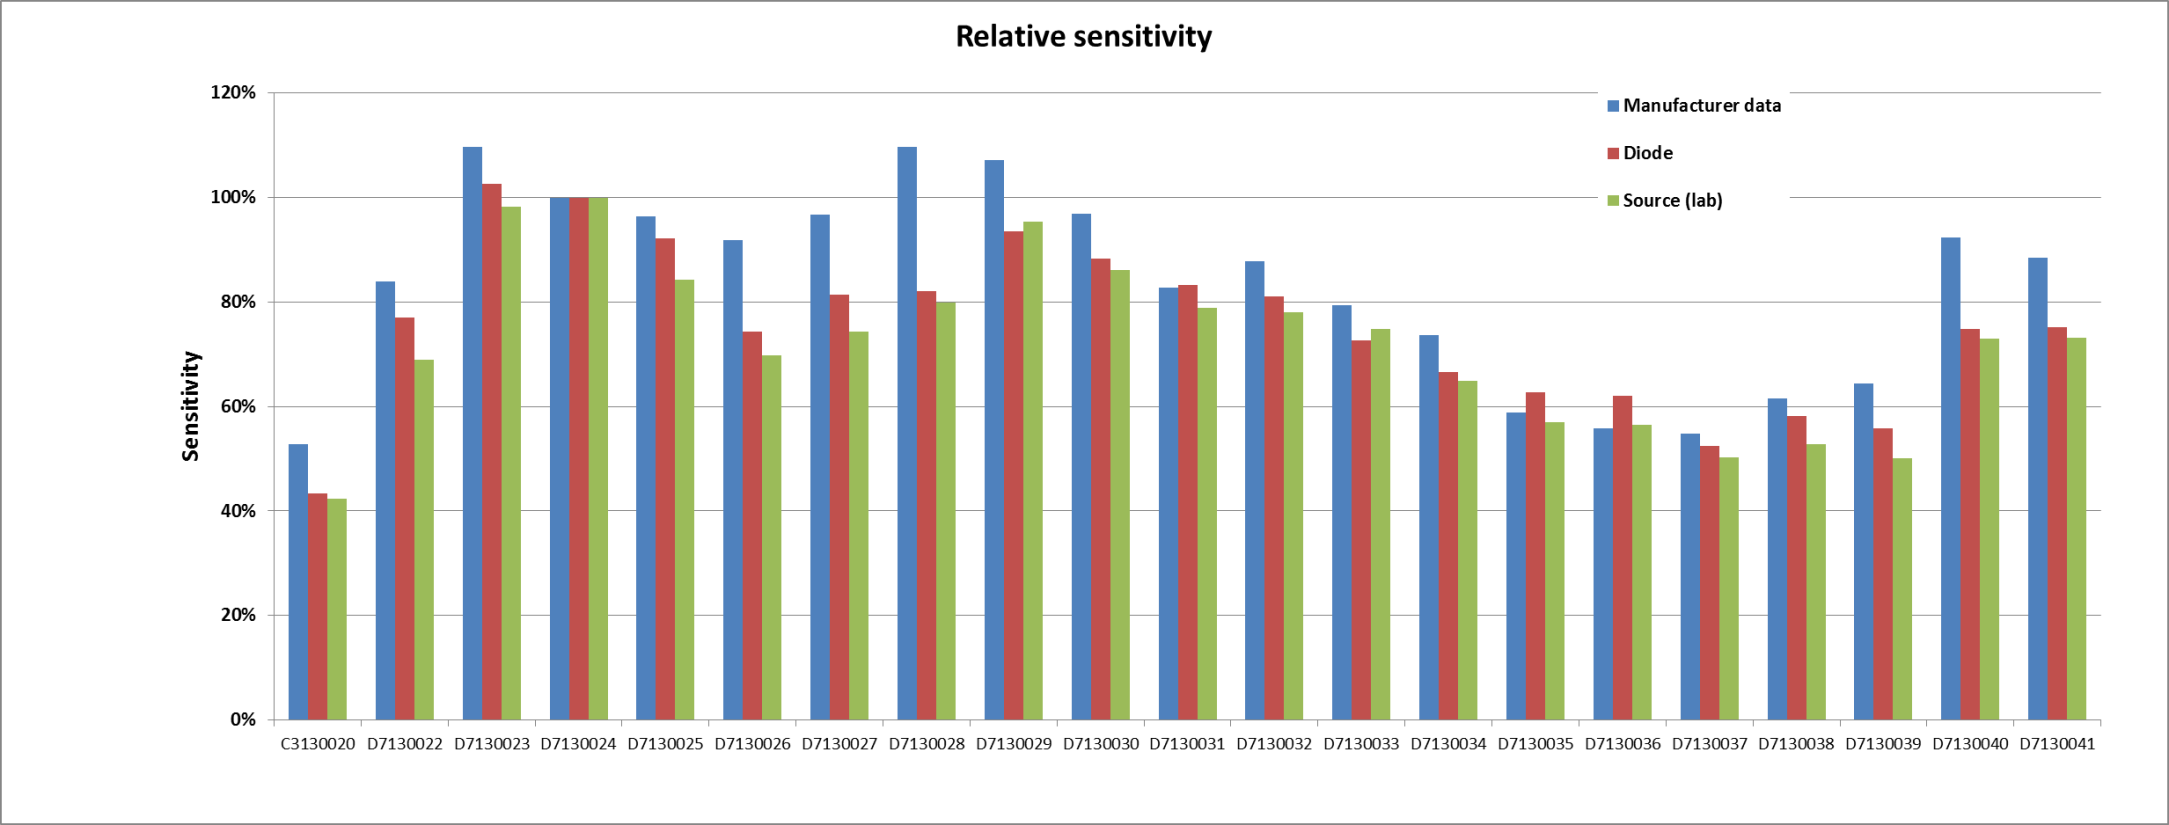 Relative sensitivity
120%
100%
80%
60%
40%
20%
0%
Sensitivity
Manufacturer data
Diode
Source (lab)
C3130020 D7130022 D7130023 D7130024 D7130025 D7130026 D7130027 D7130028 D7130029 D7130030 D7130031 D7130032 D7130033 D7130034 D7130035 D7130036 D7130037 D7130038 D7130039 D7130040 D7130041